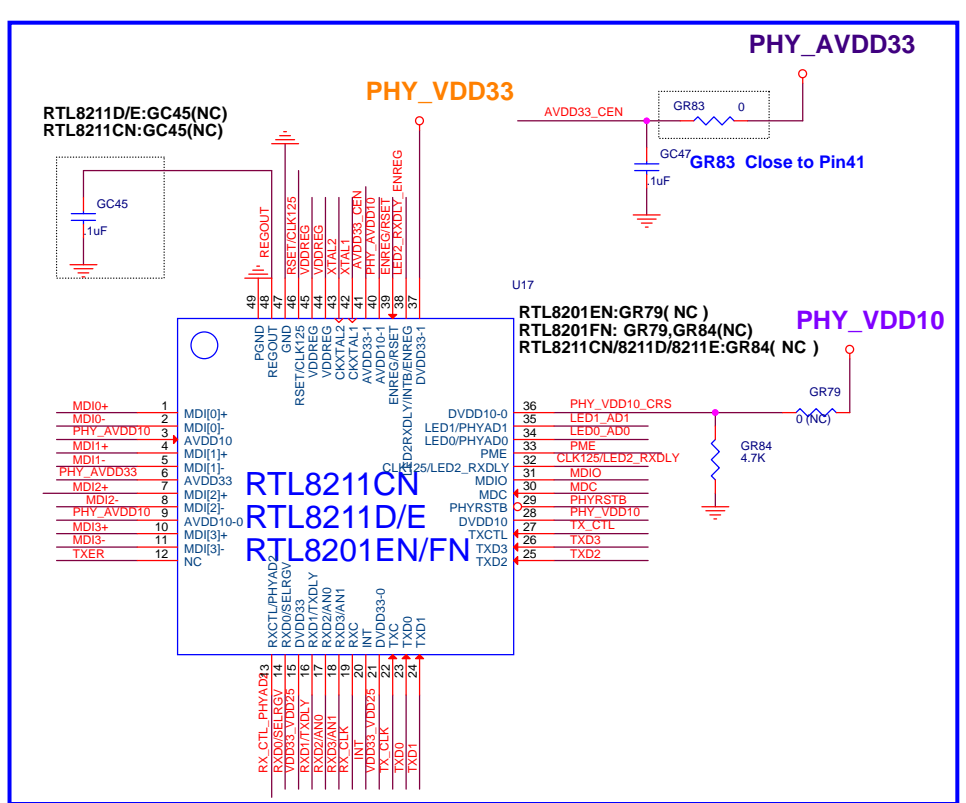 PHY_AVDD33
PHY_VDD33
RTL8211D/E:GC45(NC)
RTL8211CN:GC45(NC)
AVDD33_CEN
GR83
0
GC47
.1uF
GR83 Close to Pin41
GC45
.1uF
REGOUT
RSET/CLK125
VDDREG
VDDREG
XTAL2
XTAL1
AVDD33_CEN
PHY_AVDD10
ENREG/RSET
LED2_RXDLY_ENREG
49
48
47
46
45
44
43
42
41
40
39
38
37
U17
RTL8201EN:GR79( NC )
RTL8201FN: GR79,GR84(NC)
RTL8211CN/8211D/8211E:GR84( NC )
PHY_VDD10
PGND
REGOUT
GND
RSET/CLK125
VDDREG
VDDREG
CKXTAL2
CKXTAL1
AVDD33-1
AVDD10-1
ENREG/RSET
LED2RXDLY/INTB/ENREG
DVDD33-1
MDI0+ 1 MDI[0]+
MDI0- 2 MDI[0]-
PHY_AVDD10 3 AVDD10
MDI1+ 4 MDI[1]+
MDI1- 5 MDI[1]-
PHY_AVDD33 6 AVDD33
MDI2+ 7 MDI[2]+
MDI2- 8 MDI[2]-
PHY_AVDD10 9 AVDD10-0
MDI3+ 10 MDI[3]+
MDI3- 11 MDI[3]-
TXER 12 NC
RTL8211CN
RTL8211D/E
RTL8201EN/FN
DVDD10-0 36 PHY_VDD10_CRS
LED1/PHYAD1 35 LED1_AD1
LED0/PHYAD0 34 LED0_AD0
PME 33 PME
CLK125/LED2_RXDLY 32 CLK125/LED2_RXDLY
MDIO 31 MDIO
MDC 30 MDC
PHYRSTB 29 PHYRSTB
DVDD10 28 PHY_VDD10
TXCTL 27 TX_CTL
TXD3 26 TXD3
TXD2 25 TXD2
GR79
0 (NC)
GR84
4.7K
RXCTL/PHYAD2
RXD0/SELRGV
DVDD33
RXD1/TXDLY
RXD2/AN0
RXD3/AN1
RXC
INT
DVDD33-0
TXC
TXD0
TXD1
13
14
15
16
17
18
19
20
21
22
23
24
RX_CTL_PHYAD2
RXD0/SELRGV
VDD33_VDD25
RXD1/TXDLY
RXD2/AN0
RXD3/AN1
RX_CLK
INT
VDD33_VDD25
TX_CLK
TXD0
TXD1